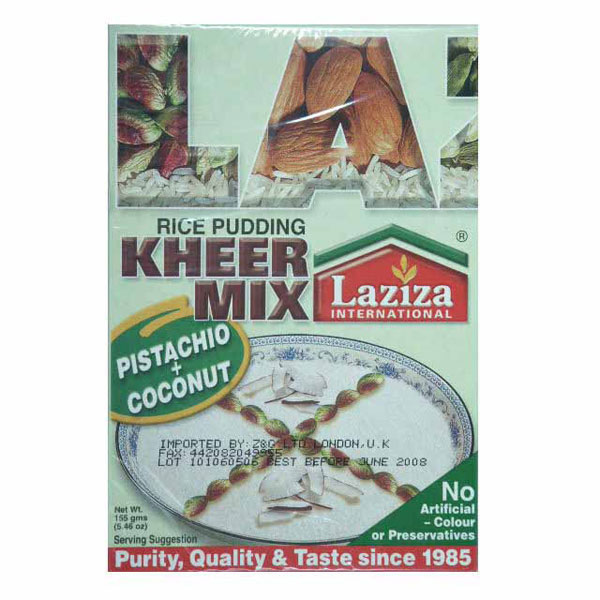 LAZ
RICE PUDDING
KHEER
MIX
®
Laziza
INTERNATIONAL
PISTACHIO
+
COCONUT
IMPORTED BY: Z&G LTD LONDON, U.K
FAX: 442082049955
LOT 101060506 BEST BEFORE JUNE 2008
Net Wt.
155 gms
(5.46 oz)
Serving Suggestion
No
Artificial
– Colour
or Preservatives
Purity, Quality & Taste since 1985